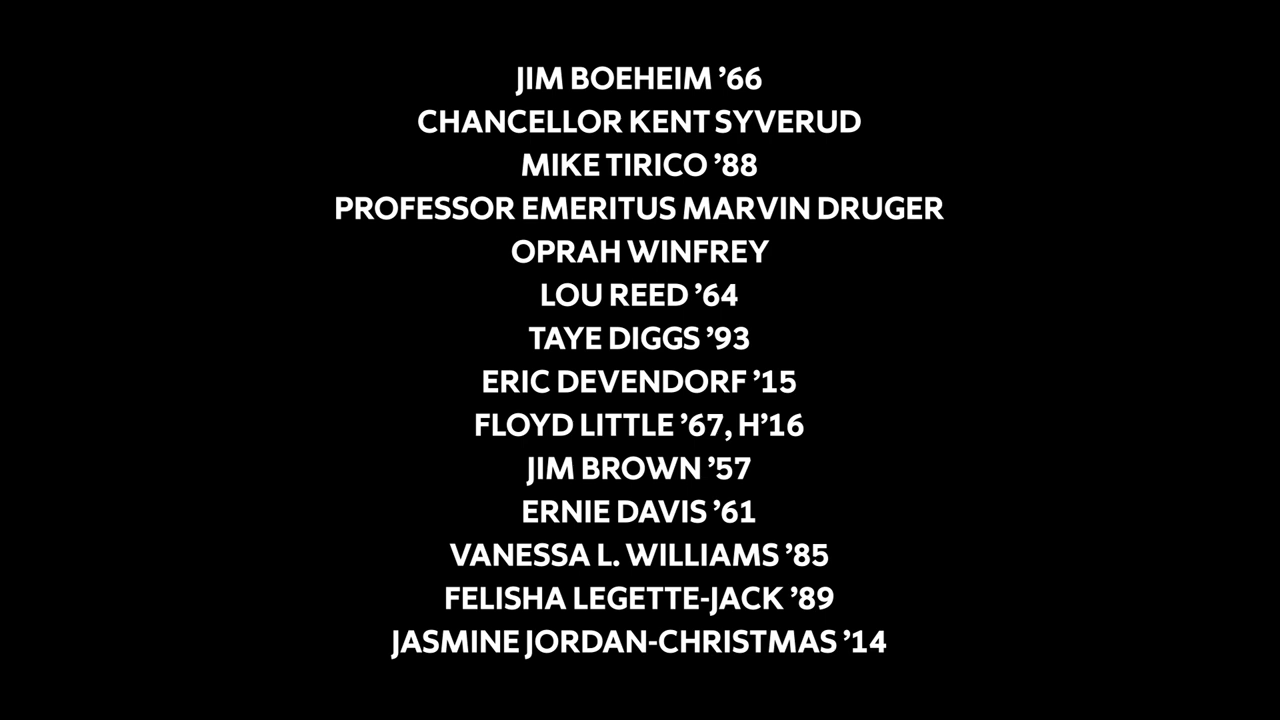 JIM BOEHEIM ’66
CHANCELLOR KENT SYVERUD
MIKE TIRICO ’88
PROFESSOR EMERITUS MARVIN DRUGER
OPRAH WINFREY
LOU REED ’64
TAYE DIGGS ’93
ERIC DEVENDORF ’15
FLOYD LITTLE ’67, H’16
JIM BROWN ’57
ERNIE DAVIS ’61
VANESSA L. WILLIAMS ’85
FELISHA LEGETTE-JACK ’89
JASMINE JORDAN-CHRISTMAS ’14